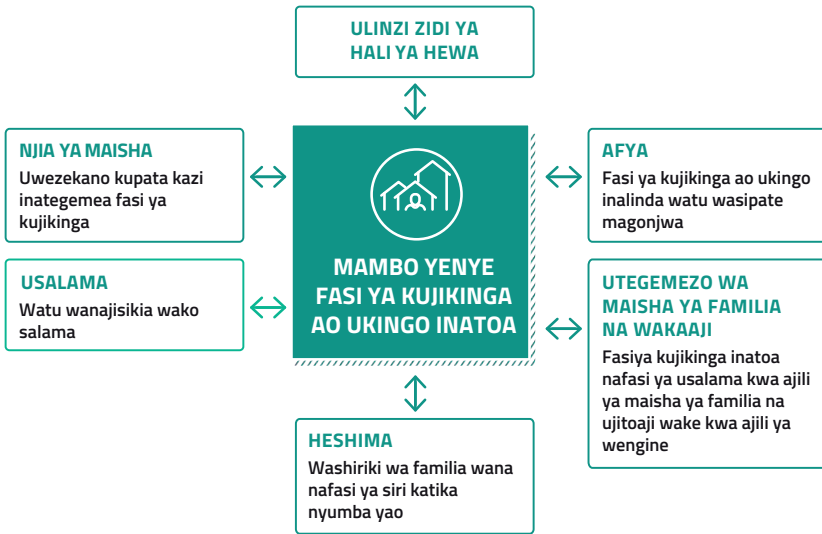 ULINZI ZIDI YA
HALI YA HEWA
NJIA YA MAISHA
Uwezekano kupata kazi
inategemea fasi ya
kujikinga
USALAMA
Watu wanajisikia wako
salama
MAMBO YENYE
FASI YA KUJIKINGA
AO UKINGO INATOA
AFYA
Fasi ya kujikinga ao ukingo
inalinda watu wasipate
magonjwa
UTEGEMEZO WA
MAISHA YA FAMILIA
NA WAKAAJI
Fasiya kujikinga inatoa
nafasi ya usalama kwa ajili
ya maisha ya familia na
ujitoaji wake kwa ajili ya
wengine
HESHIMA
Washiriki wa familia wana
nafasi ya siri katika
nyumba yao